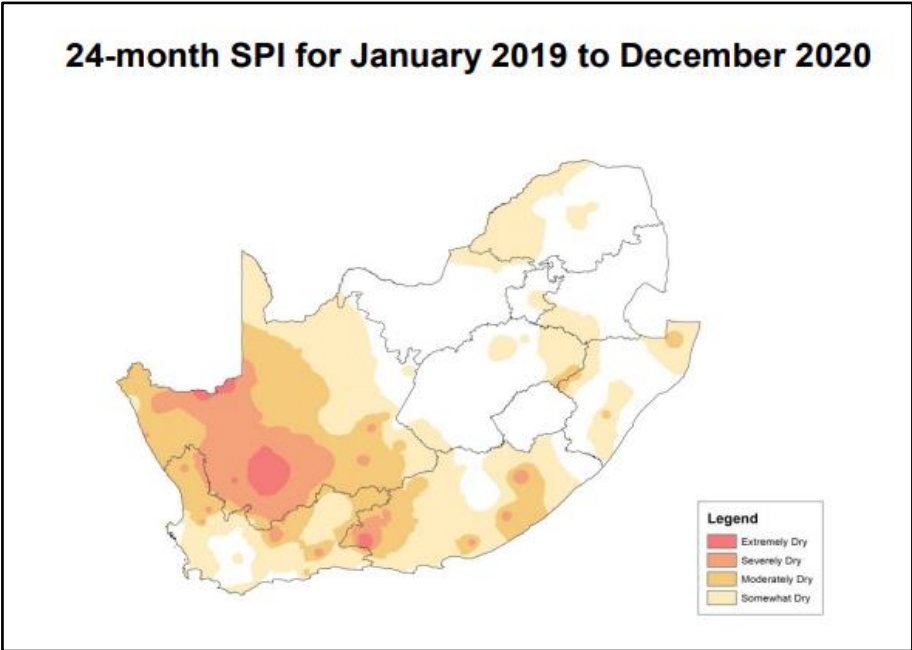 24-month SPI for January 2019 to December 2020
Legend
Extremely Dry
Severely Dry
Moderately Dry
Somewhat Dry